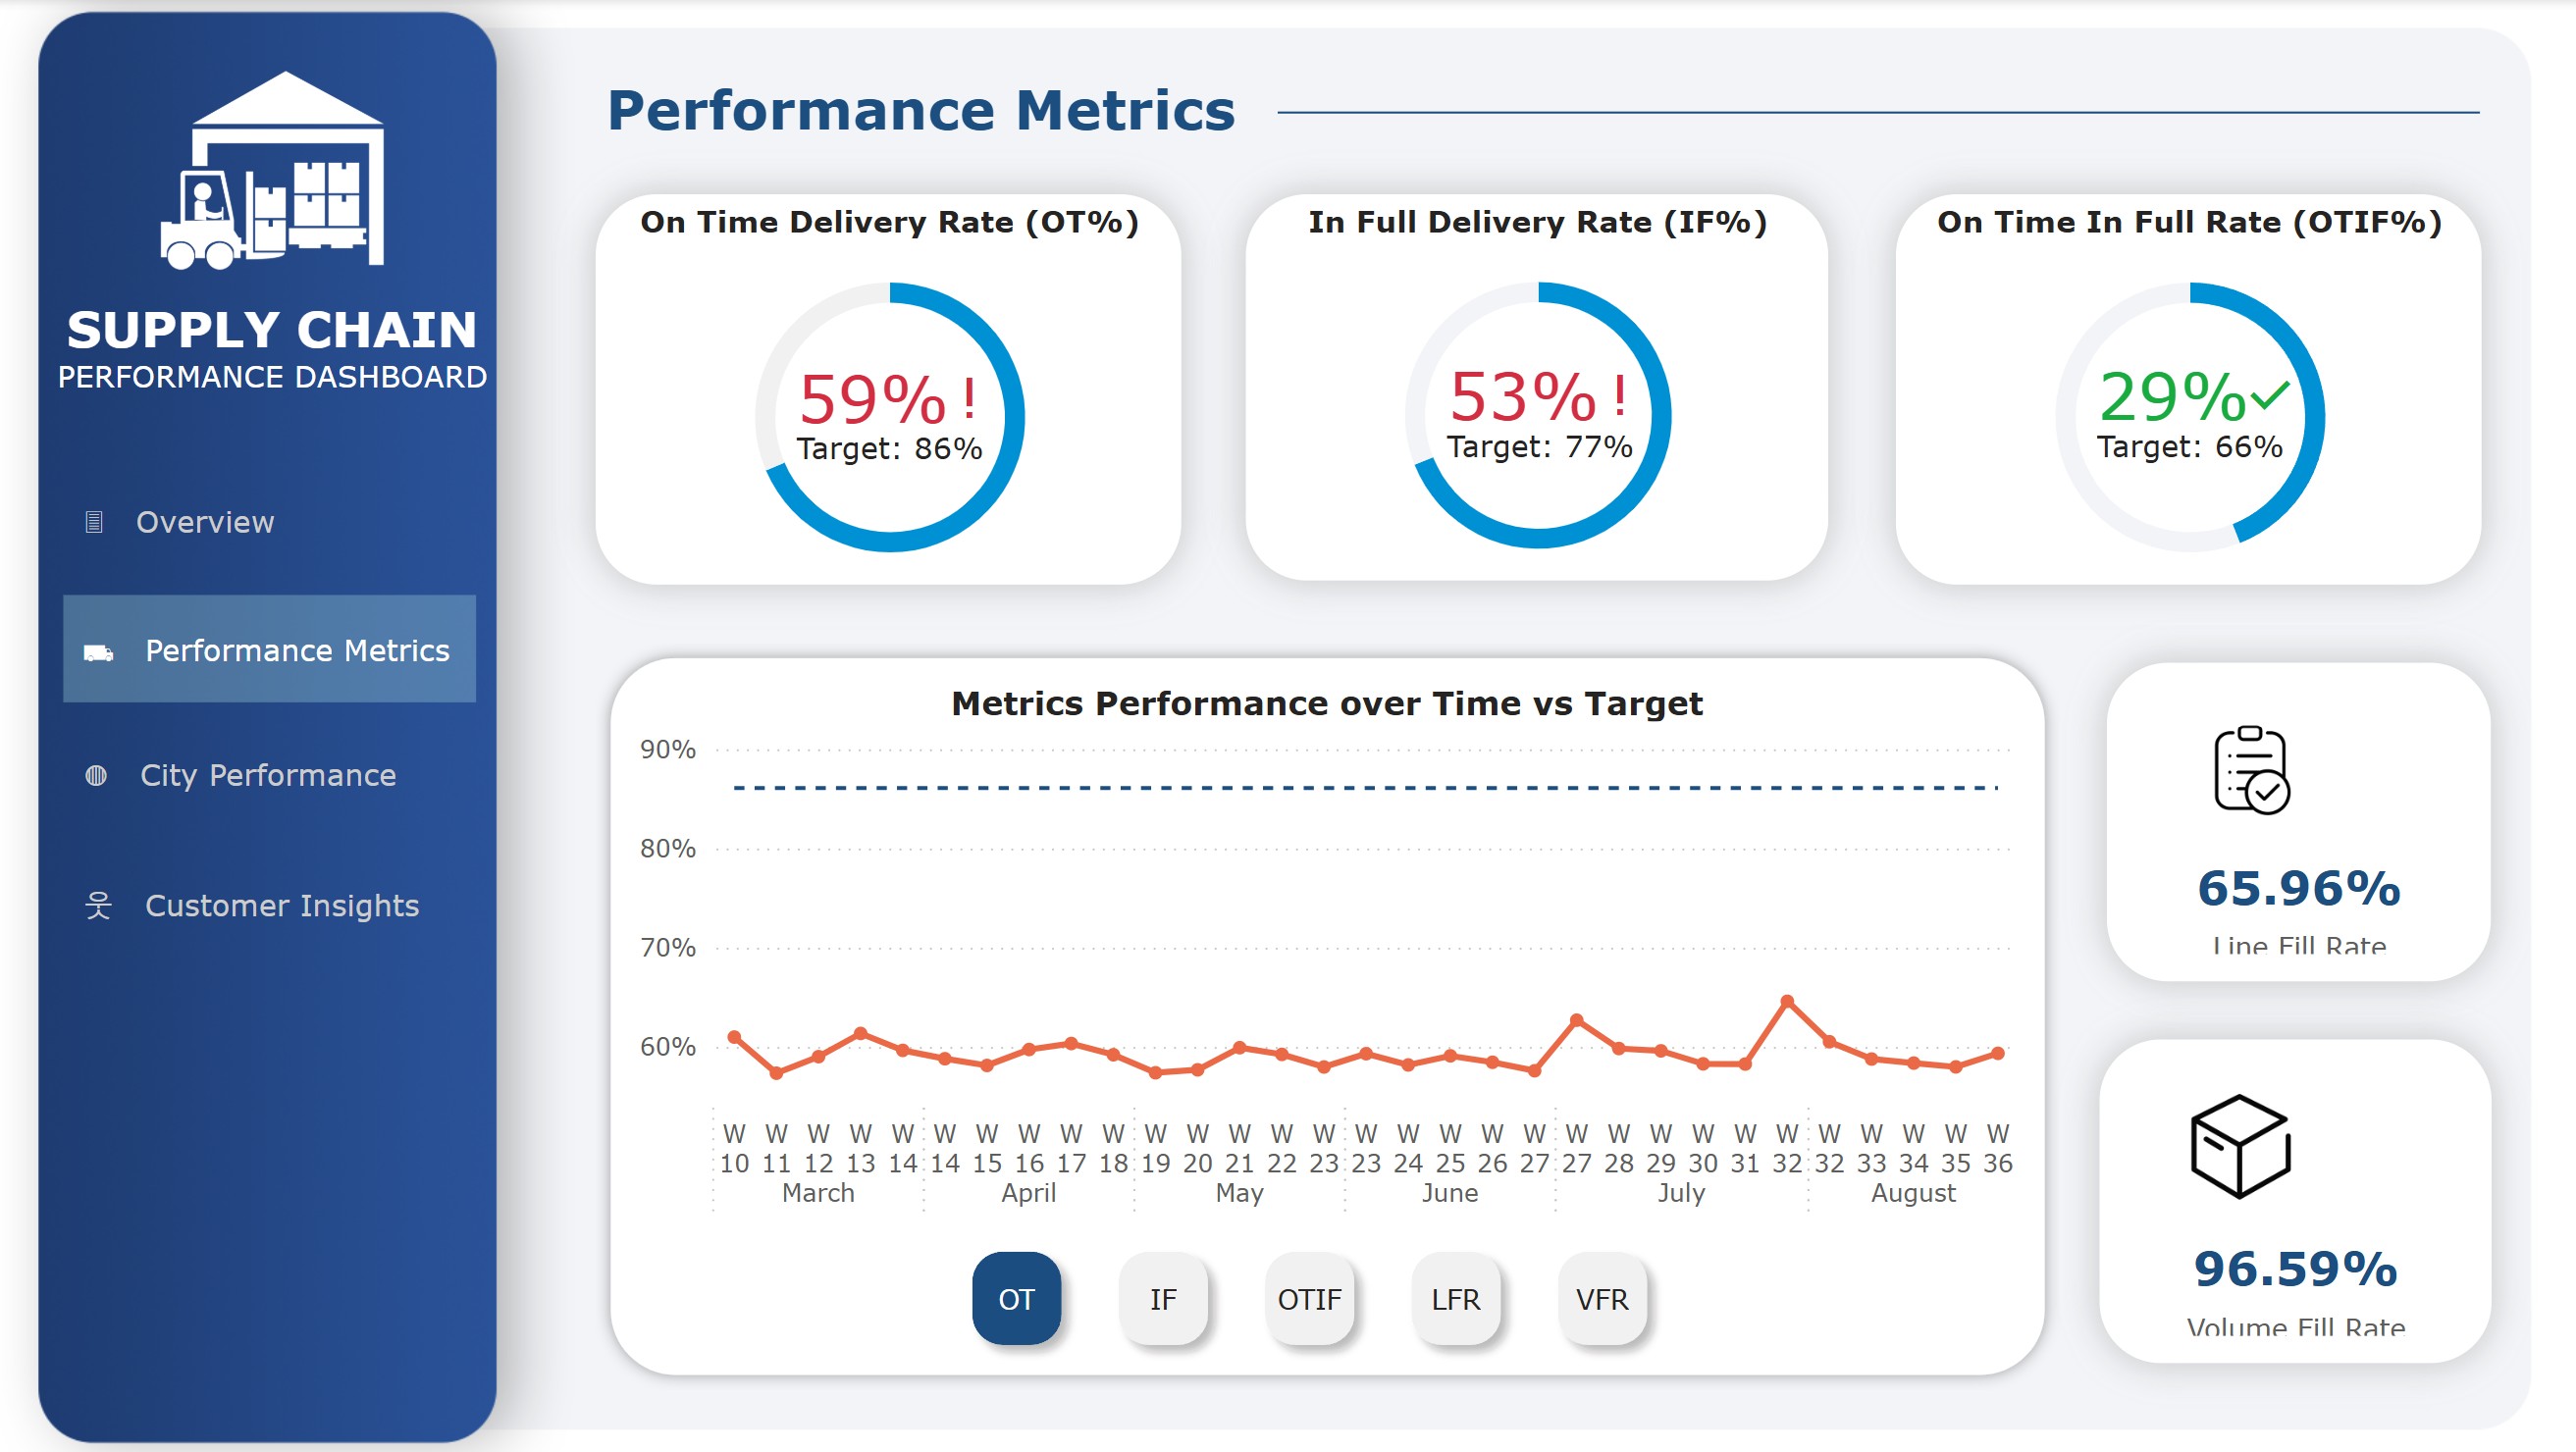 SUPPLY CHAIN
PERFORMANCE DASHBOARD
Overview
Performance Metrics
City Performance
Customer Insights
Performance Metrics
On Time Delivery Rate (OT%)
59% !
Target: 86%
In Full Delivery Rate (IF%)
53% !
Target: 77%
On Time In Full Rate (OTIF%)
29%✓
Target: 66%
Metrics Performance over Time vs Target
90%
80%
70%
60%
W W W W W W W W W W W W W W W W W W W W W W W W W W W W W W W
10 11 12 13 14 14 15 16 17 18 19 20 21 22 23 23 24 25 26 27 27 28 29 30 31 32 32 33 34 35 36
March April May June July August
OT IF OTIF LFR VFR
65.96%
Line Fill Rate
96.59%
Volume Fill Rate